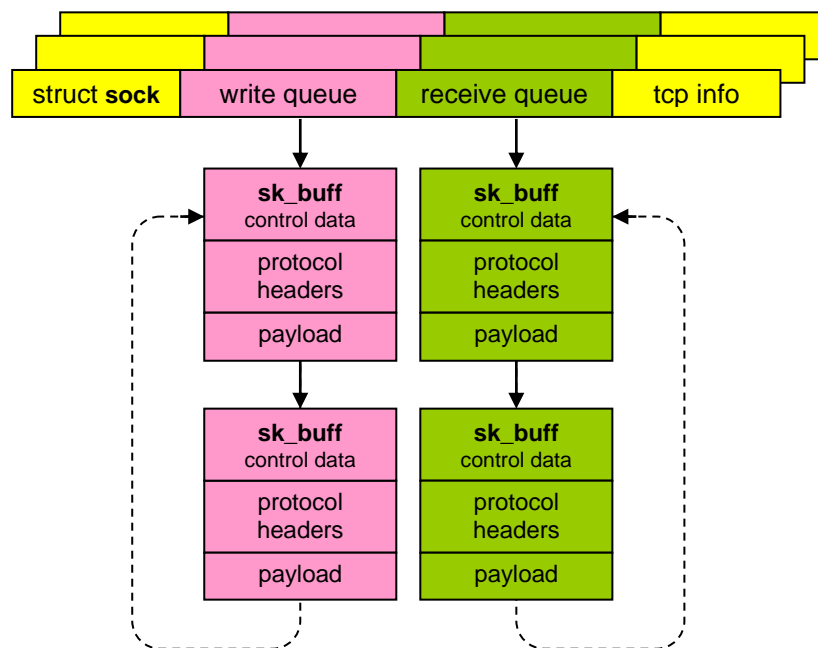 struct sock write queue receive queue tcp info
sk_buff
control data
protocol
headers
payload
sk_buff
control data
protocol
headers
payload
sk_buff
control data
protocol
headers
payload
sk_buff
control data
protocol
headers
payload